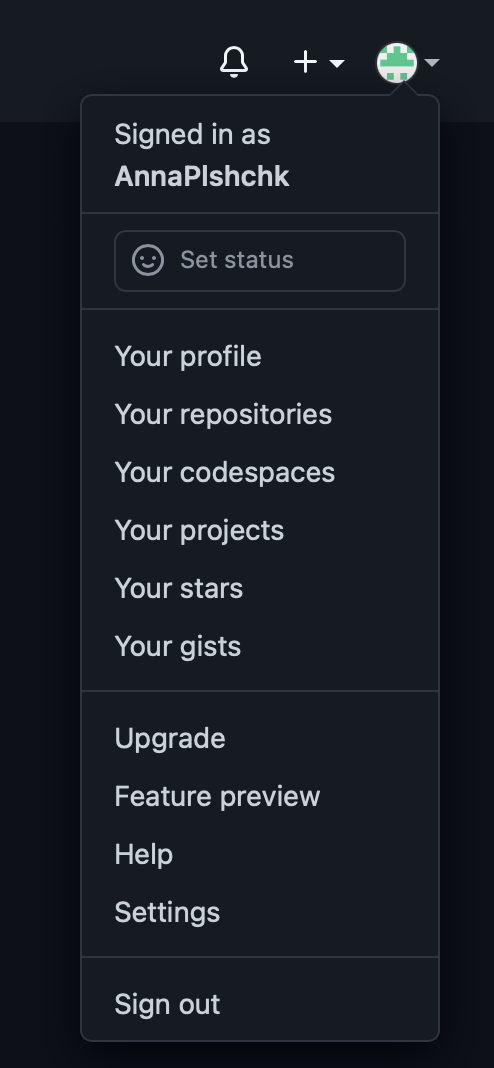 Signed in as
AnnaPlshchk
Set status
Your profile
Your repositories
Your codespaces
Your projects
Your stars
Your gists
Upgrade
Feature preview
Help
Settings
Sign out